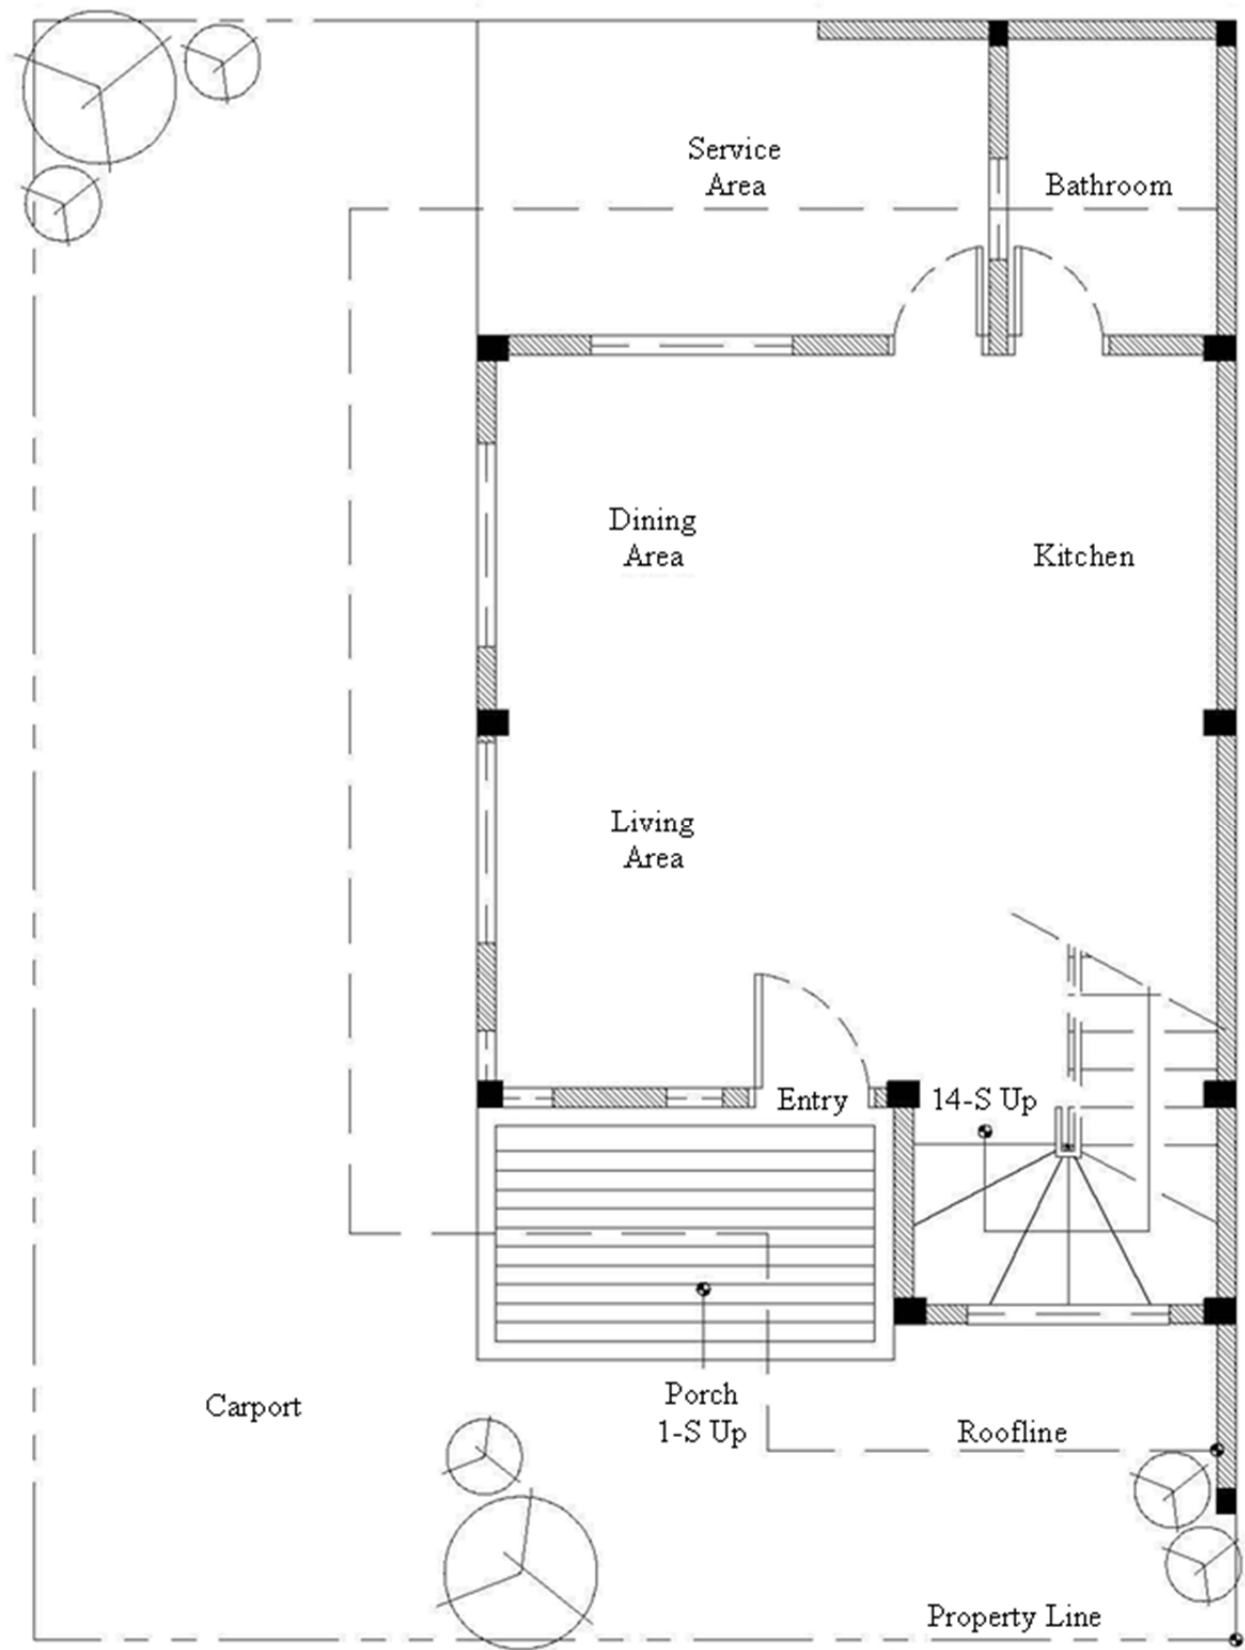 Service
Area
Bathroom
Dining
Area
Kitchen
Living
Area
Entry
14-S Up
Porch
1-S Up
Carport
Roofline
Property Line